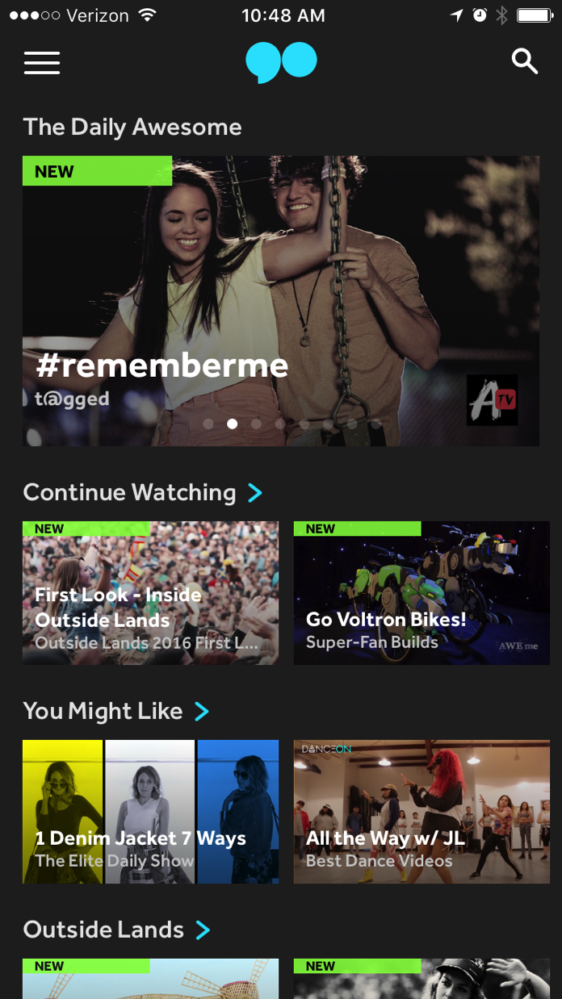 Verizon
10:48 AM
The Daily Awesome
NEW
#rememberme
t@gged
A TV
Continue Watching
NEW
First Look - Inside
Outside Lands
Outside Lands 2016 First L...
NEW
Go Voltron Bikes!
Super-Fan Builds
AWE me
You Might Like
1 Denim Jacket 7 Ways
The Elite Daily Show
DANCEON
All the Way w/ JL
Best Dance Videos
Outside Lands
NEW
NEW